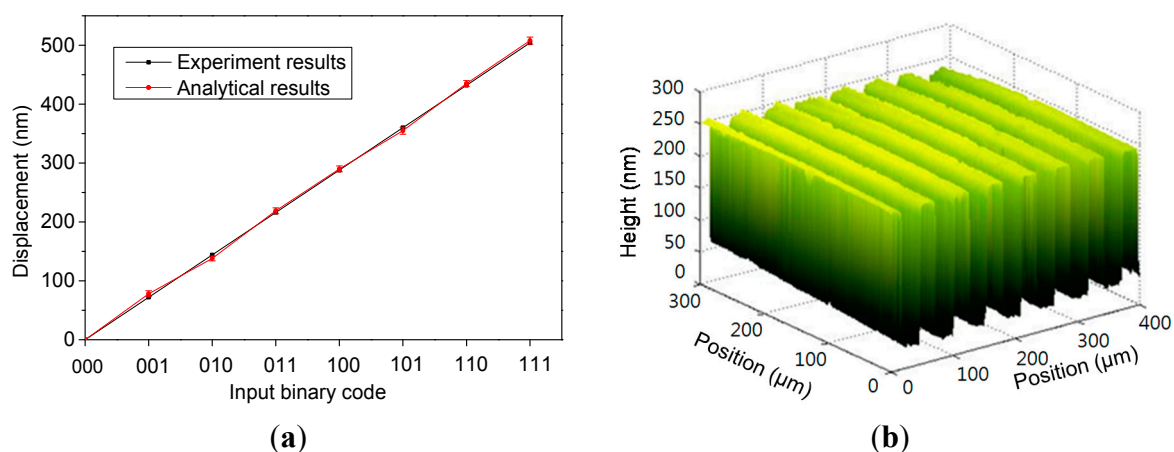 500
400
300
200
100
0
Displacement (nm)
Experiment results
Analytical results
000 001 010 011 100 101 110 111
Input binary code
(a)
300
250
200
150
100
50
0
Height (nm)
300
200
100
0
Position (μm)
0
100
200
300
400
Position (μm)
(b)